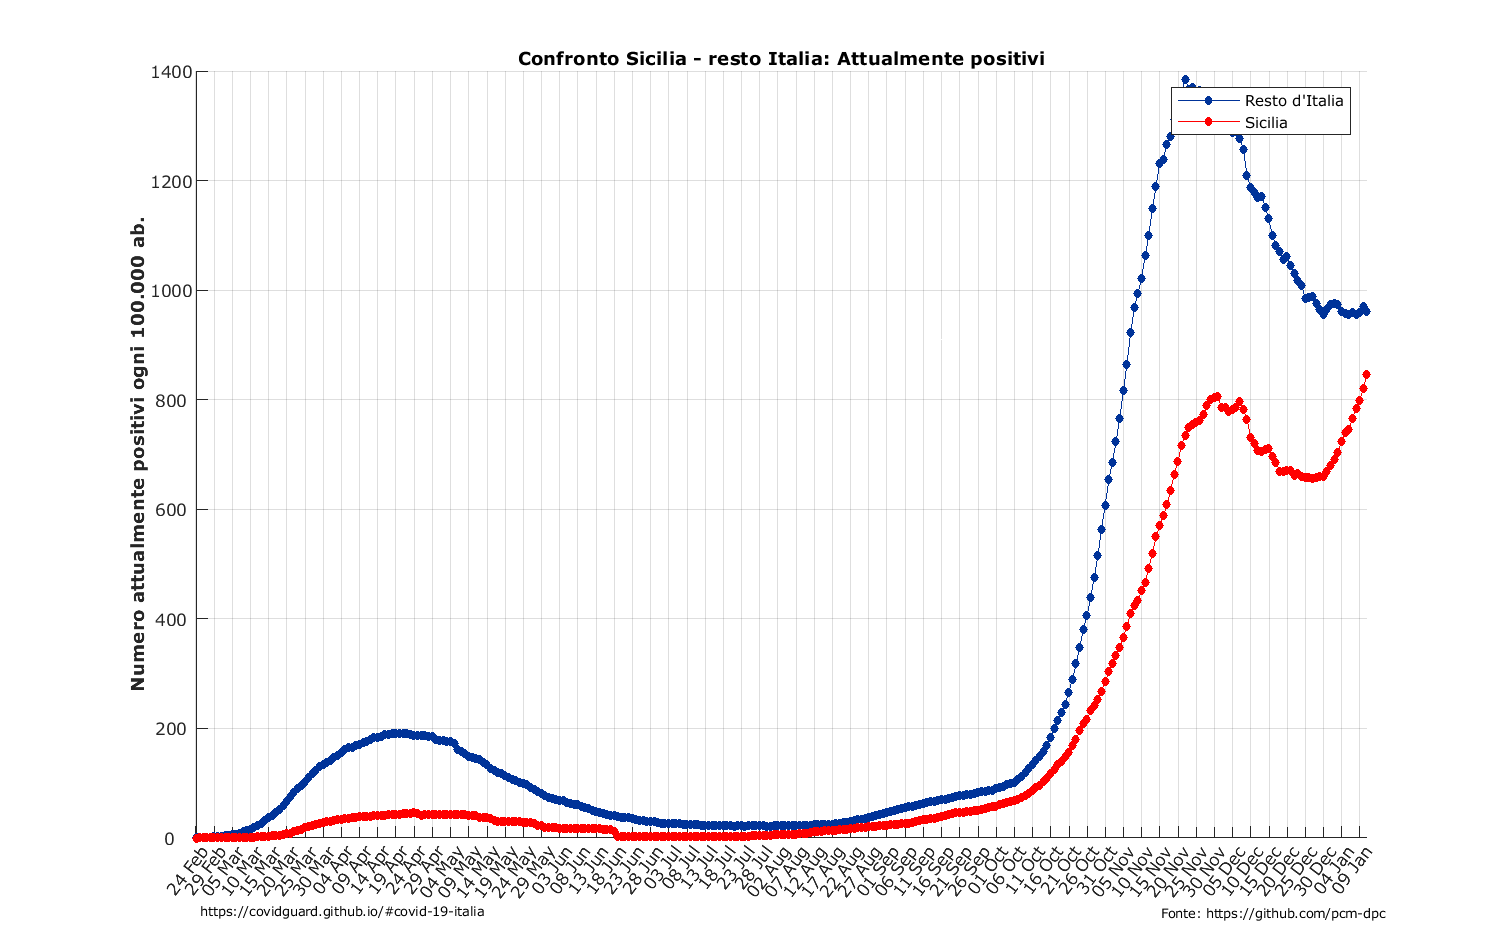 Confronto Sicilia - resto Italia: Attualmente positivi
Numero attualmente positivi ogni 100.000 ab.
1400
1200
1000
800
600
400
200
0
Resto d'Italia
Sicilia
24 Feb
29 Feb
05 Mar
10 Mar
15 Mar
20 Mar
25 Mar
30 Mar
04 Apr
09 Apr
14 Apr
19 Apr
24 Apr
29 Apr
04 May
09 May
14 May
19 May
24 May
29 May
03 Jun
08 Jun
13 Jun
18 Jun
23 Jun
28 Jun
03 Jul
08 Jul
13 Jul
18 Jul
23 Jul
28 Jul
02 Aug
07 Aug
12 Aug
17 Aug
22 Aug
27 Aug
01 Sep
06 Sep
11 Sep
16 Sep
21 Sep
26 Sep
01 Oct
06 Oct
11 Oct
16 Oct
21 Oct
26 Oct
31 Oct
05 Nov
10 Nov
15 Nov
20 Nov
25 Nov
30 Nov
05 Dec
10 Dec
15 Dec
20 Dec
25 Dec
30 Dec
04 Jan
09 Jan
https://covidguard.github.io/#covid-19-italia
Fonte: https://github.com/pcm-dpc